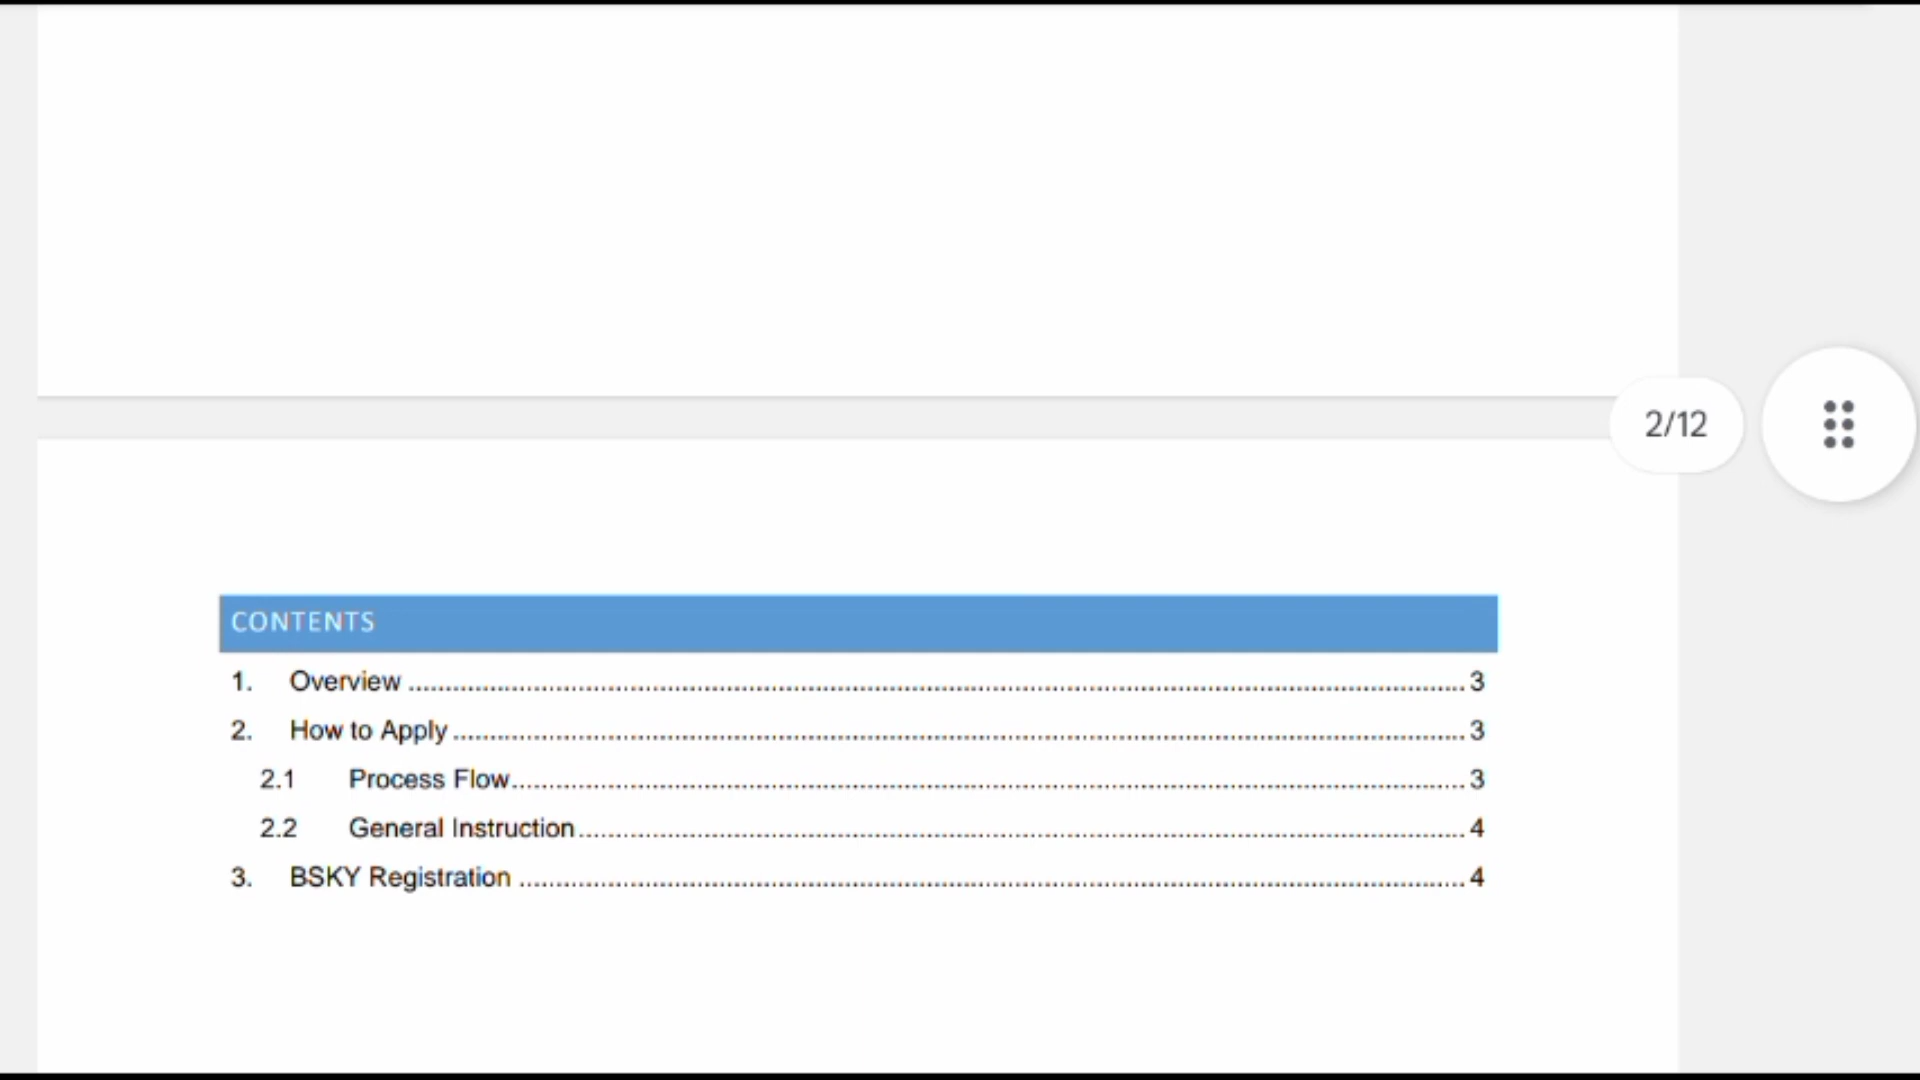 2/12
CONTENTS
1. Overview ........................................ 3
2. How to Apply ........................................ 3
2.1 Process Flow ........................................ 3
2.2 General Instruction ........................................ 4
3. BSKY Registration ........................................ 4